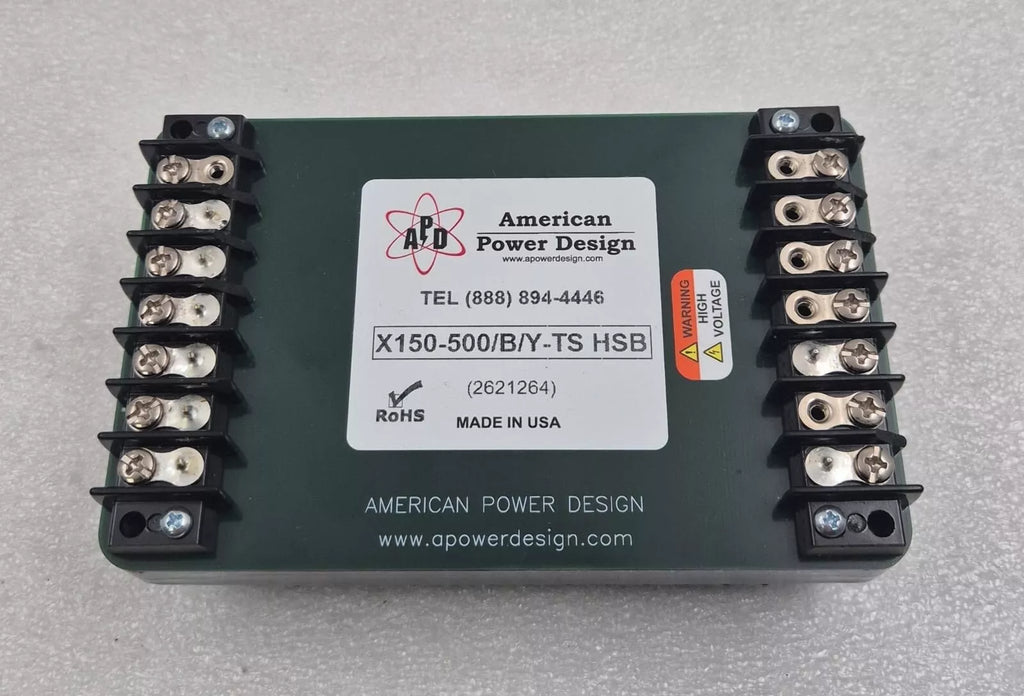 APD
American
Power Design
www.apowerdesign.com
TEL (888) 894-4446
X150-500/B/Y-TS HSB
(2621264)
RoHS
MADE IN USA
WARNING
HIGH
VOLTAGE
AMERICAN POWER DESIGN
www.apowerdesign.com